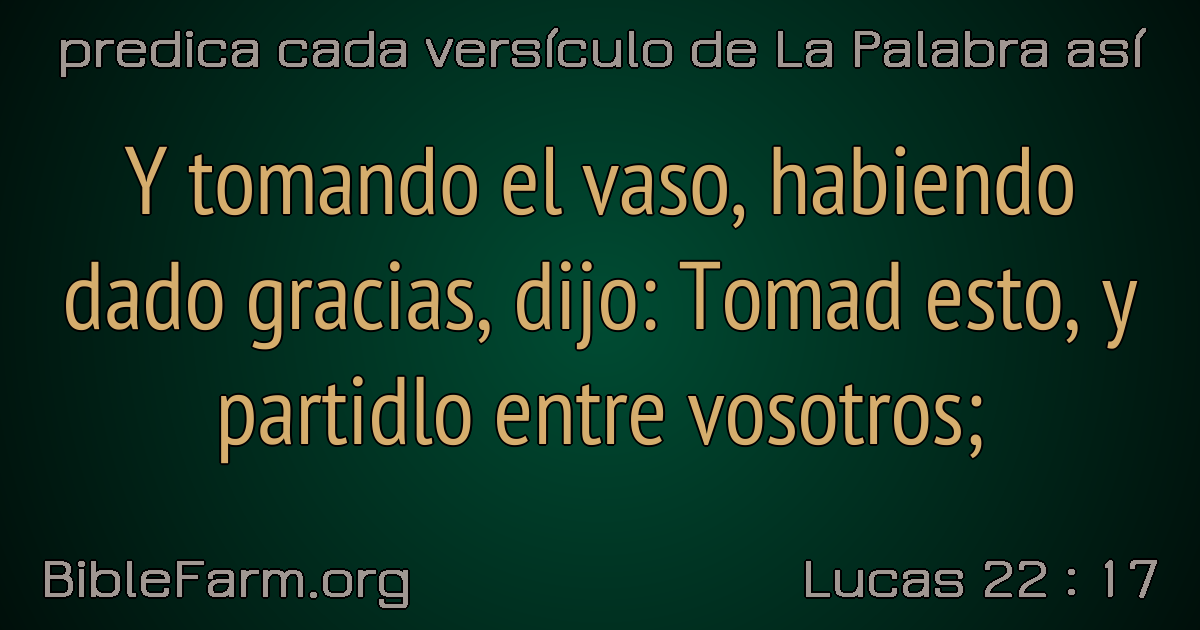 predica cada versículo de La Palabra así
Y tomando el vaso, habiendo
dado gracias, dijo: Tomad esto, y
partidlo entre vosotros;
BibleFarm.org
Lucas 22 : 17